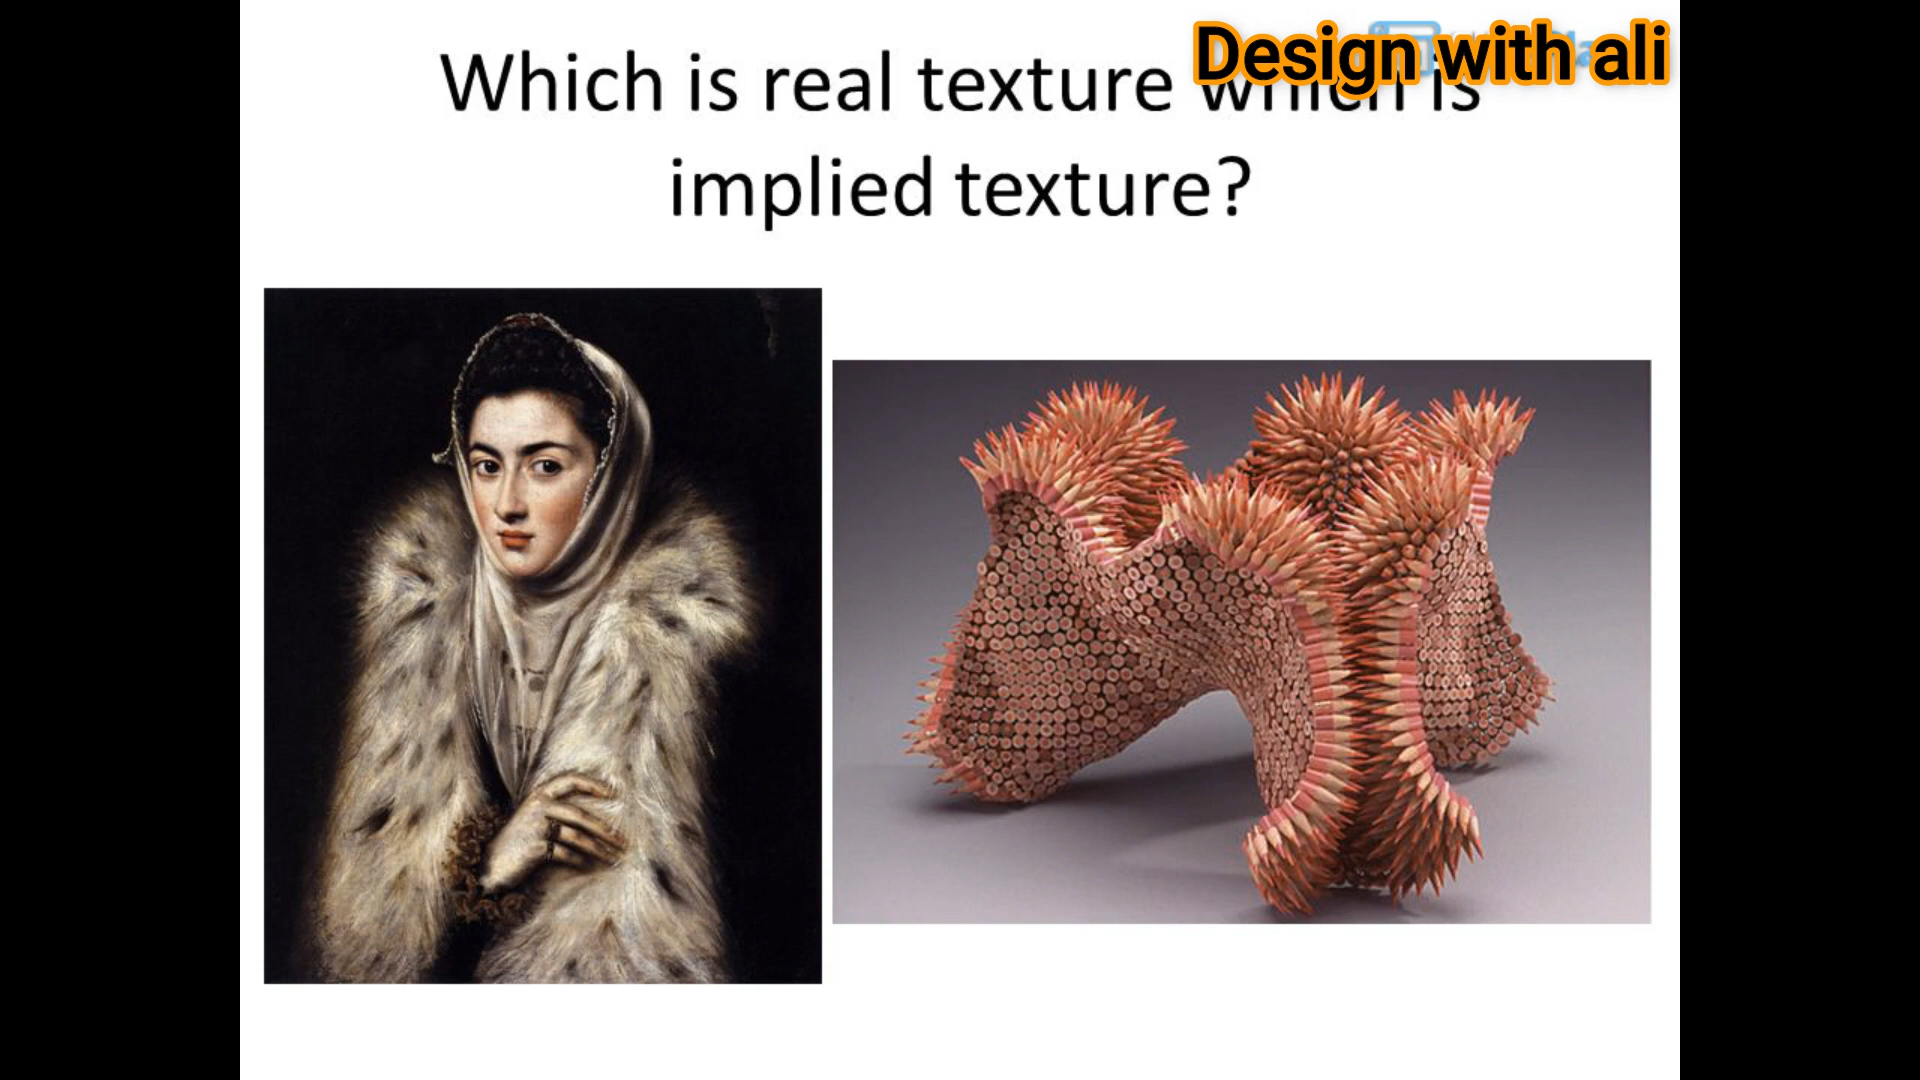 Design with ali
Which is real texture which is
implied texture?